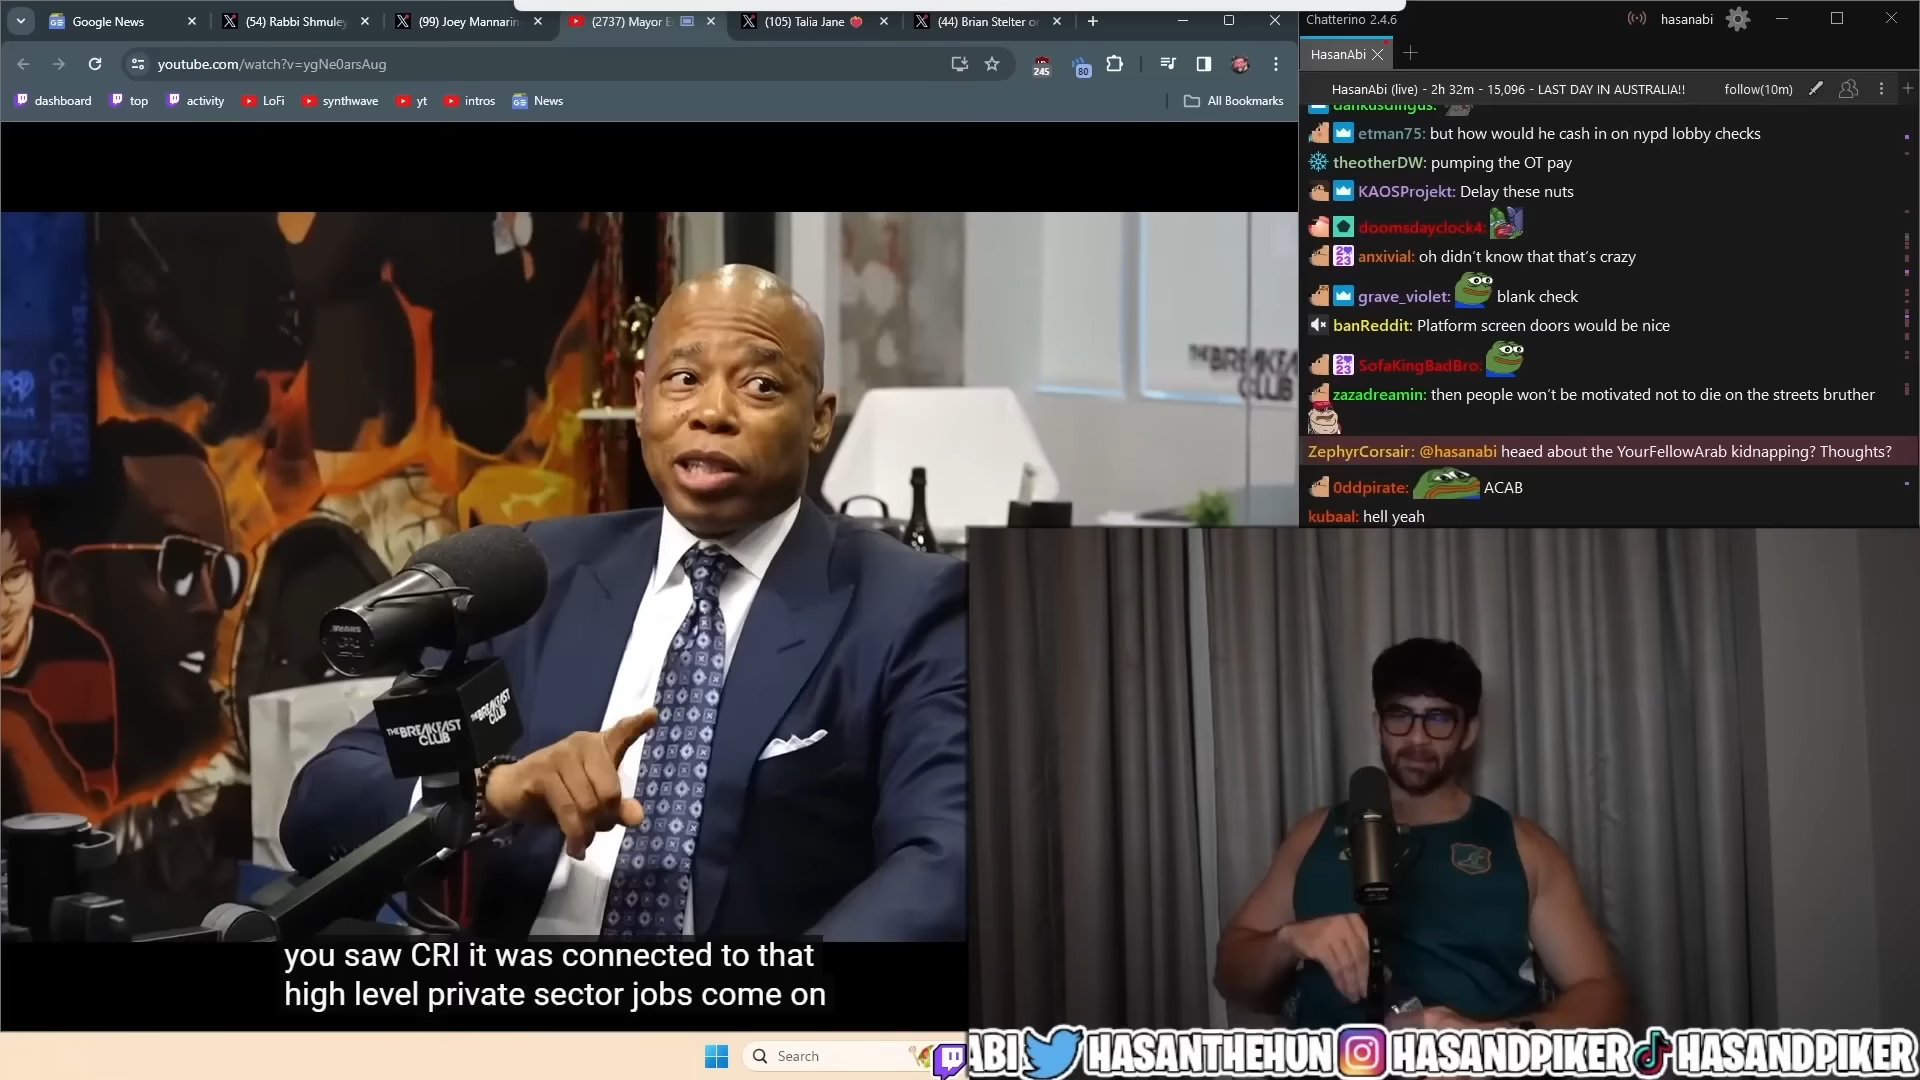 Google News
(54) Rabbi Shmuley
(99) Joey Mannarin
(2737) Mayor E
(105) Talia Jane
(44) Brian Stelter or
youtube.com/watch?v=ygNe0arsAug
245
80
dashboard
top
activity
LoFi
synthwave
yt
intros
News
All Bookmarks
Chatterino 2.4.6
hasanabi
HasanAbi
HasanAbi (live) - 2h 32m - 15,096 - LAST DAY IN AUSTRALIA!!
follow(10m)
dankusdingus:
etman75: but how would he cash in on nypd lobby checks
theotherDW: pumping the OT pay
KAOSProjekt: Delay these nuts
doomsdayclock4:
anxivial: oh didn't know that that's crazy
grave_violet: blank check
banReddit: Platform screen doors would be nice
SofaKingBadBro:
zazadreamin: then people won't be motivated not to die on the streets bruther
ZephyrCorsair: @hasanabi heaed about the YourFellowArab kidnapping? Thoughts?
0ddpirate: ACAB
kubaal: hell yeah
THE BREAKFAST
CLUB
THE BREAKFAST
CLUB
you saw CRI it was connected to that
high level private sector jobs come on
Search
ABI HASANTHEHUN HASANDPIKER HASANDPIKER